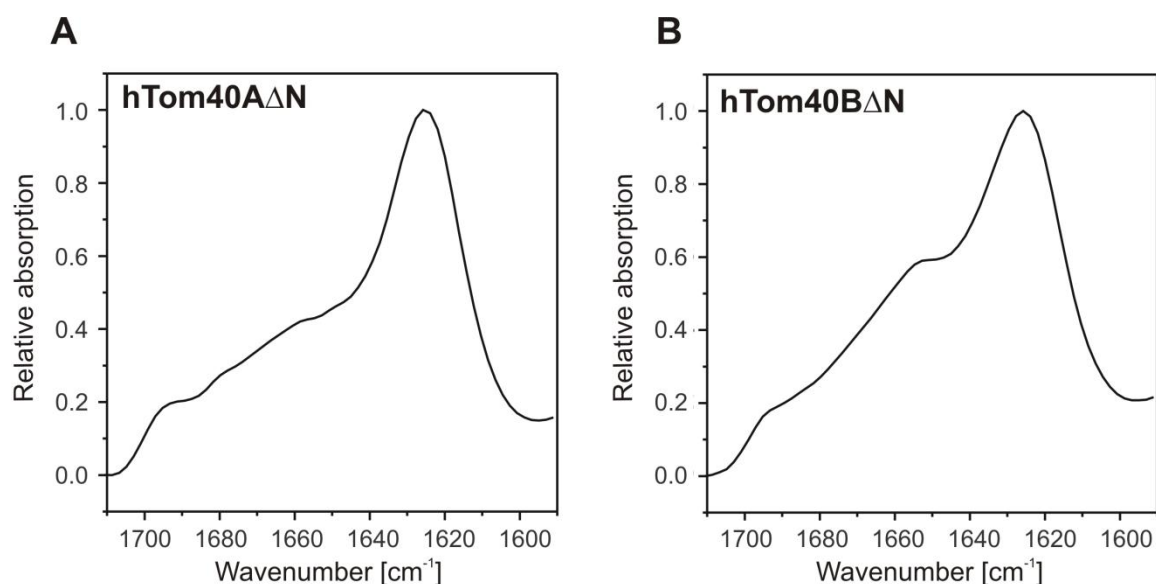 A
hTom40AΔN
Relative absorption
1.0
0.8
0.6
0.4
0.2
0.0
1700 1680 1660 1640 1620 1600
Wavenumber [cm⁻¹]
B
hTom40BΔN
Relative absorption
1.0
0.8
0.6
0.4
0.2
0.0
1700 1680 1660 1640 1620 1600
Wavenumber [cm⁻¹]